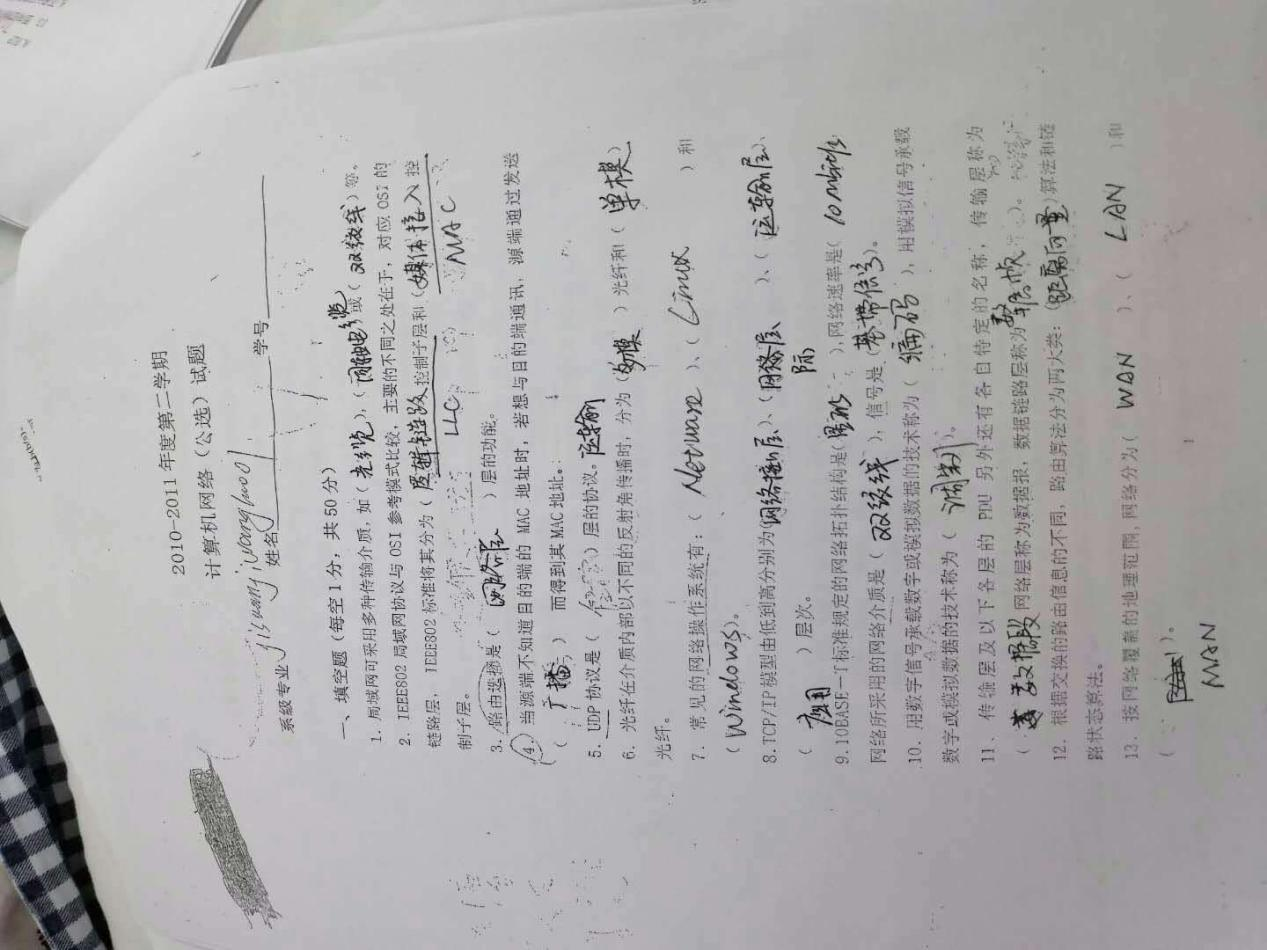 2010-2011 年度第二学期
计算机网络（公选）试题
系级专业 姓名 学号
一、填空题（每空1分，共50分）
1. 局域网可采用多种传输介质，如（光缆）、（同轴电缆）或（双绞线）等。
2、IEEE802 局域网协议与 OSI 参考模式比较，主要的不同之处在于，对应 OSI 的
链路层，IEEE802 标准将其分为（逻辑链路）控制子层和（媒体接入）控
LLC MAC
制子层。
3、路由选择是（网络层）层的功能。
4、当源端不知道目的端的 MAC 地址时，若想与目的端通讯，源端通过发送
（广播）而得到其 MAC 地址。
5、UDP 协议是（运输）层的协议。
6、光纤在介质内部以不同的反射角传播时，分为（多模）光纤和（单模）
光纤。
7、常见的网络操作系统有：（Netware）、（Linux）和
（Windows）。
8.TCP/IP 模型由低到高分别为（网络接口层）、（网络层）、（运输层）、
际
（应用）层次。
9.10BASE－T标准规定的网络拓扑结构是（星形），网络速率是（10Mbit/s
网络所采用的网络介质是（双绞线），信号是（基带信号）。
10、用数字信号承载数字或模拟数据的技术称为（编码），用模拟信号承载
数字或模拟数据的技术称为（调制）。
11、传输层及以下各层的 PDU 另外还有各自特定的名称，传输层称为
（数据段）网络层称为数据报，数据链路层称为（数据帧）。
12、根据交换的路由信息的不同，路由算法分为两大类：（距离向量）算法和链
路状态算法。
13、按网络覆盖的地理范围，网络分为（WAN）、（LAN）和
（）。
MAN